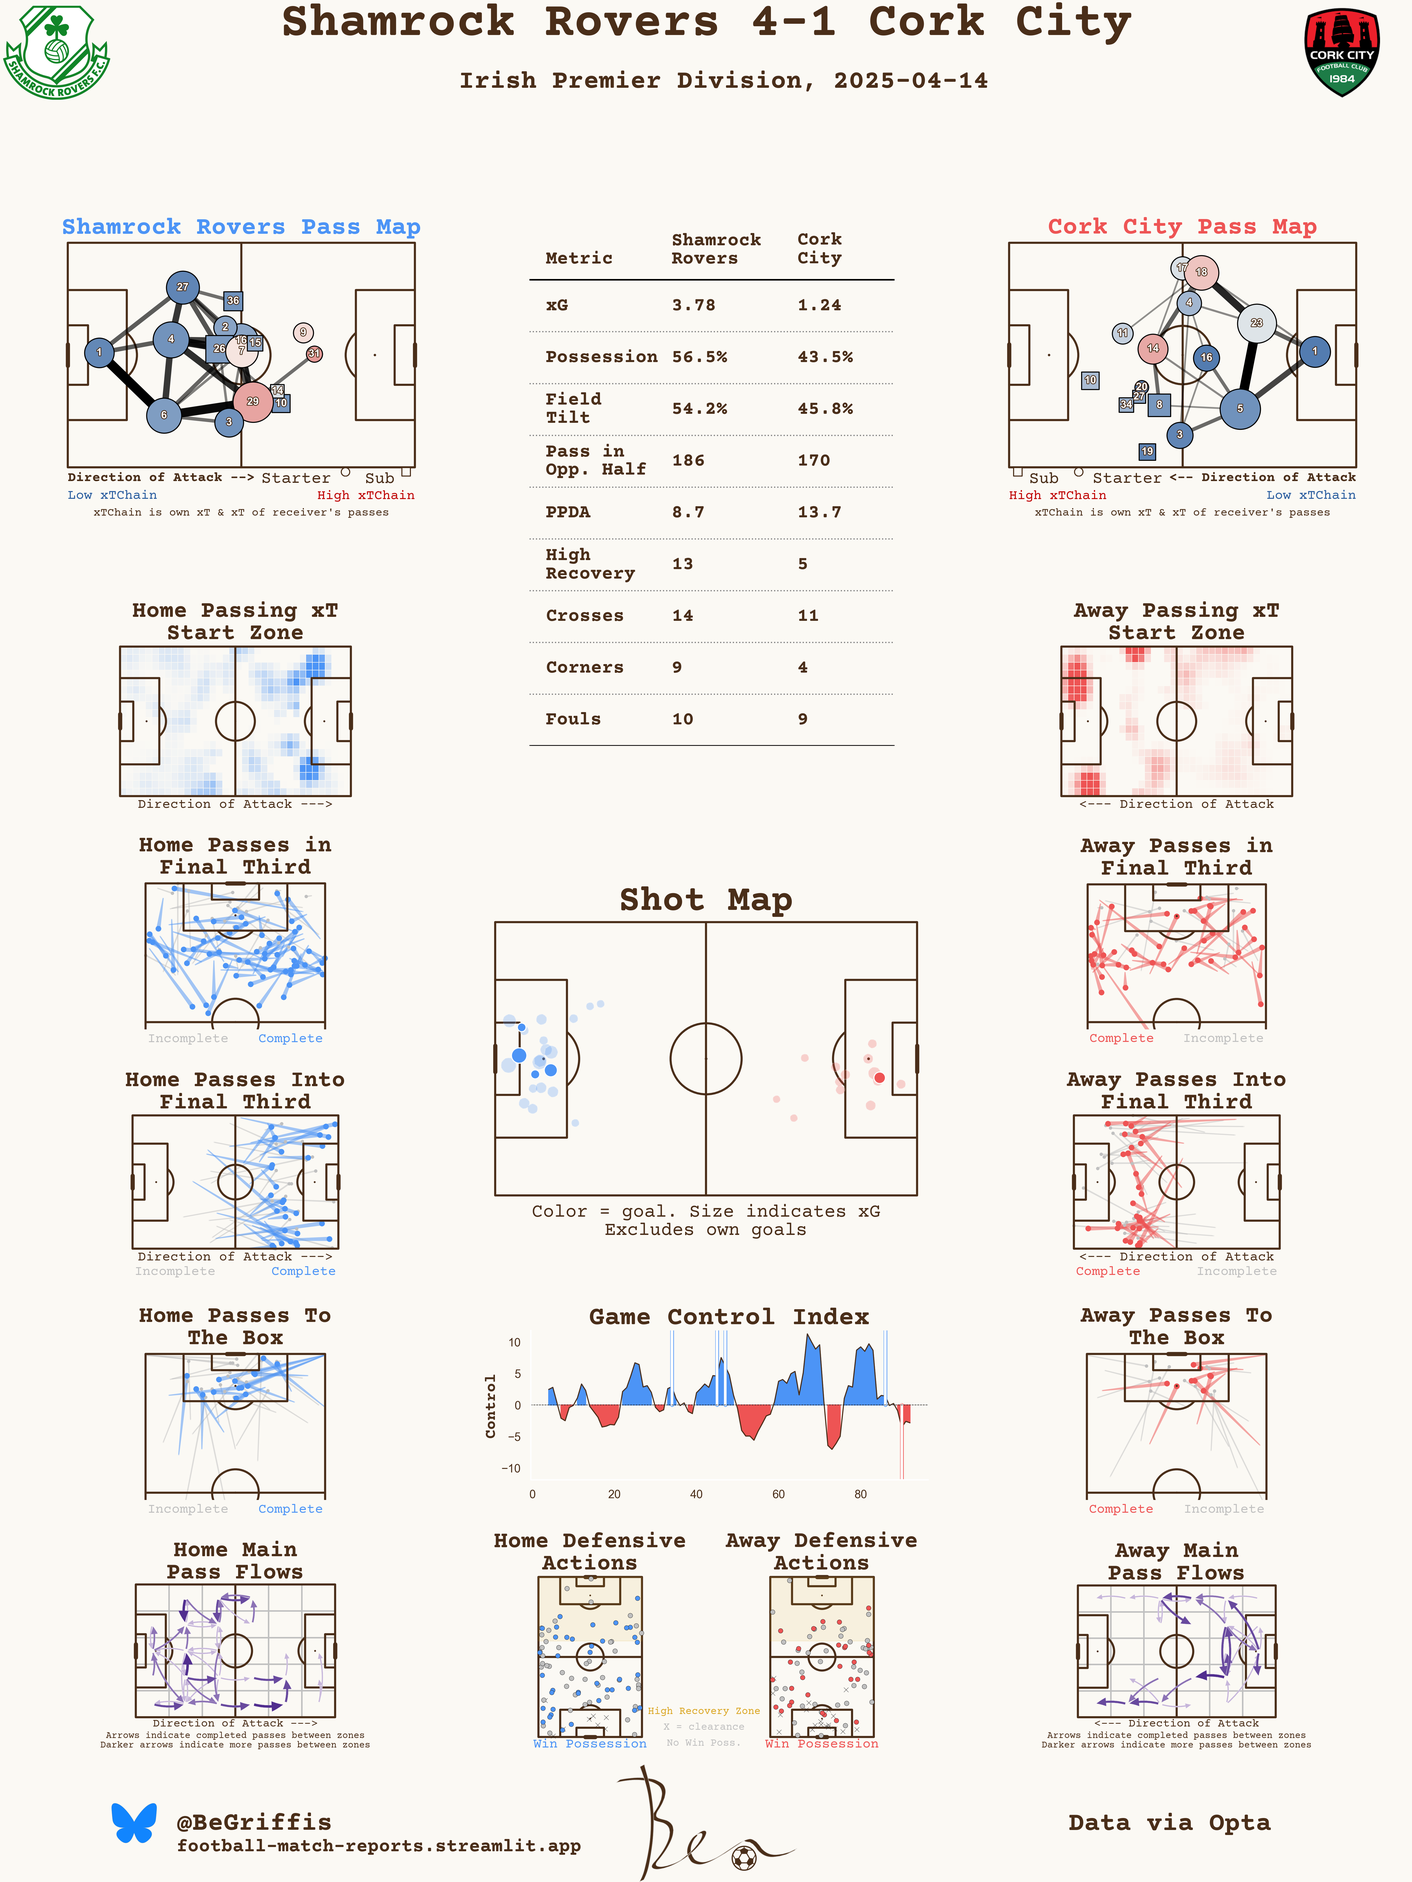 Shamrock Rovers 4-1 Cork City
Irish Premier Division, 2025-04-14
SHAMROCK ROVERS F.C.
CORK CITY
FOOTBALL CLUB
1984
Shamrock Rovers Pass Map
27
36
2
4
26
16
15
7
9
31
1
14
10
29
6
3
Direction of Attack --> Starter Sub
Low xTChain High xTChain
xTChain is own xT & xT of receiver's passes
Metric Shamrock Rovers Cork City
xG 3.78 1.24
Possession 56.5% 43.5%
Field Tilt 54.2% 45.8%
Pass in Opp. Half 186 170
PPDA 8.7 13.7
High Recovery 13 5
Crosses 14 11
Corners 9 4
Fouls 10 9
Cork City Pass Map
17
18
4
11
23
14
16
1
10
20
27
34
8
5
3
19
Sub Starter <-- Direction of Attack
High xTChain Low xTChain
xTChain is own xT & xT of receiver's passes
Home Passing xT
Start Zone
Direction of Attack --->
Away Passing xT
Start Zone
<--- Direction of Attack
Home Passes in
Final Third
Incomplete Complete
Away Passes in
Final Third
Complete Incomplete
Shot Map
Color = goal. Size indicates xG
Excludes own goals
Home Passes Into
Final Third
Direction of Attack --->
Incomplete Complete
Away Passes Into
Final Third
<--- Direction of Attack
Complete Incomplete
Home Passes To
The Box
Incomplete Complete
Game Control Index
Control
10
5
0
−5
−10
0 20 40 60 80
Away Passes To
The Box
Complete Incomplete
Home Main
Pass Flows
Direction of Attack --->
Arrows indicate completed passes between zones
Darker arrows indicate more passes between zones
Home Defensive
Actions
Win Possession
Away Defensive
Actions
Win Possession
High Recovery Zone
X = clearance
No Win Poss.
Away Main
Pass Flows
<--- Direction of Attack
Arrows indicate completed passes between zones
Darker arrows indicate more passes between zones
@BeGriffis
football-match-reports.streamlit.app
Ben
Data via Opta